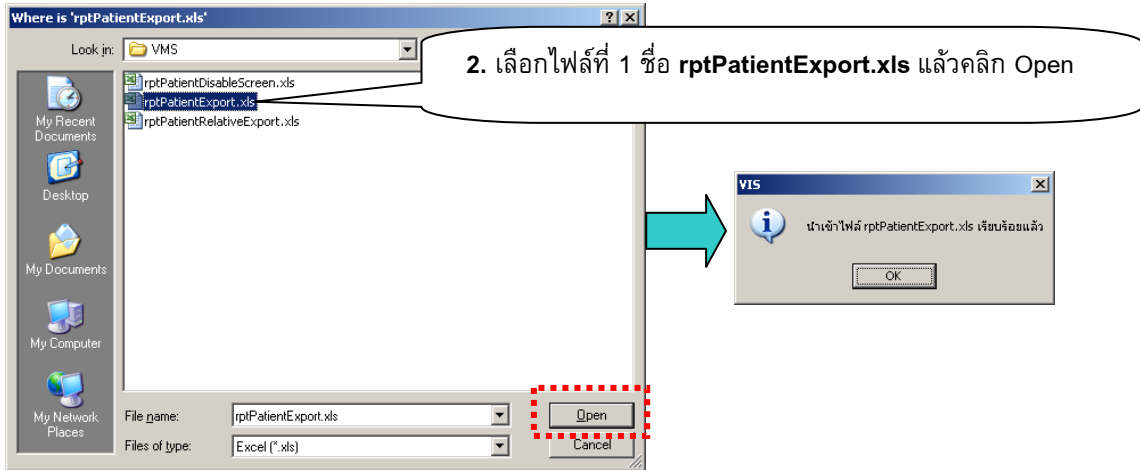 Where is 'rptPatientExport.xls'
Look in:
VMS
2. เลือกไฟล์ที่ 1 ชื่อ rptPatientExport.xls แล้วคลิก Open
rptPatientDisableScreen.xls
rptPatientExport.xls
rptPatientRelativeExport.xls
My Recent
Documents
Desktop
My Documents
My Computer
My Network
Places
File name:
rptPatientExport.xls
Open
Files of type:
Excel (*.xls)
Cancel
VIS
นำเข้าไฟล์ rptPatientExport.xls เรียบร้อยแล้ว
OK